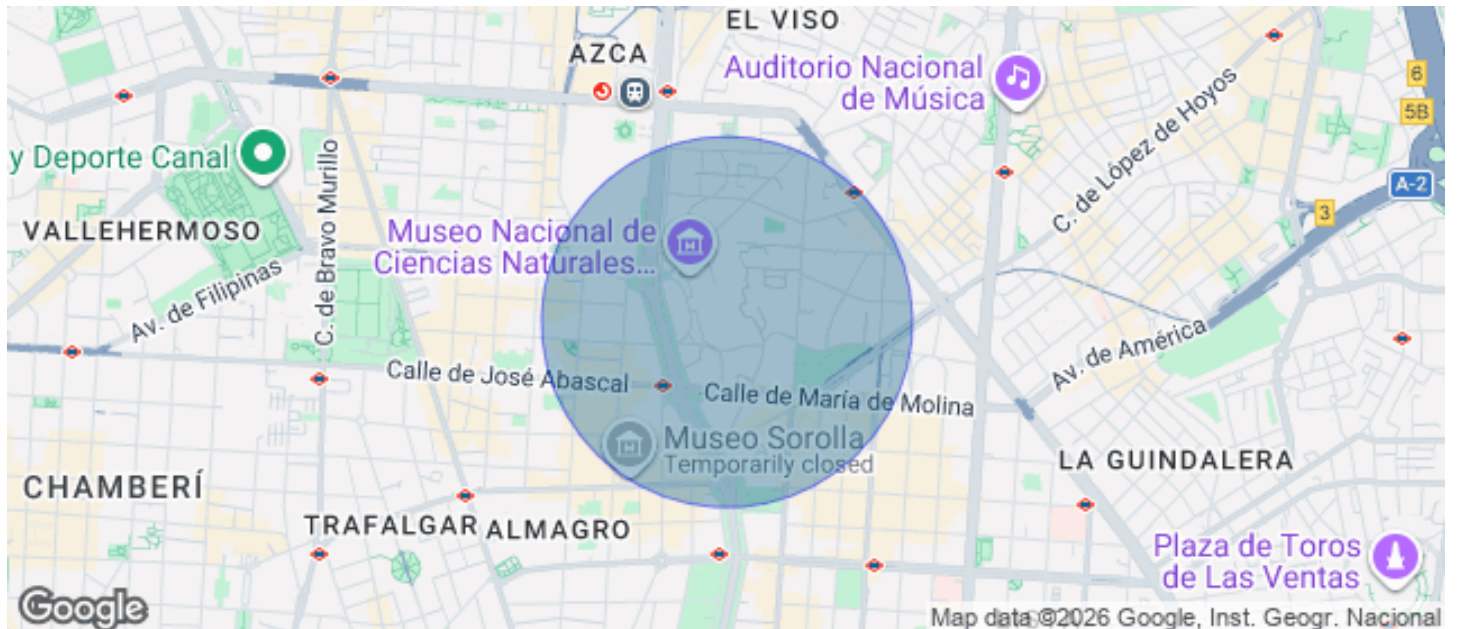 EL VISO
AZCA
Auditorio Nacional
de Música
C. de López de Hoyos
6
5B
A-2
3
y Deporte Canal
C. de Bravo Murillo
VALLEHERMOSO
Museo Nacional de
Ciencias Naturales...
Av. de Filipinas
Av. de América
Calle de José Abascal
Calle de María de Molina
Museo Sorolla
Temporarily closed
LA GUINDALERA
CHAMBERÍ
TRAFALGAR
ALMAGRO
Plaza de Toros
de Las Ventas
Google
Map data ©2026 Google, Inst. Geogr. Nacional